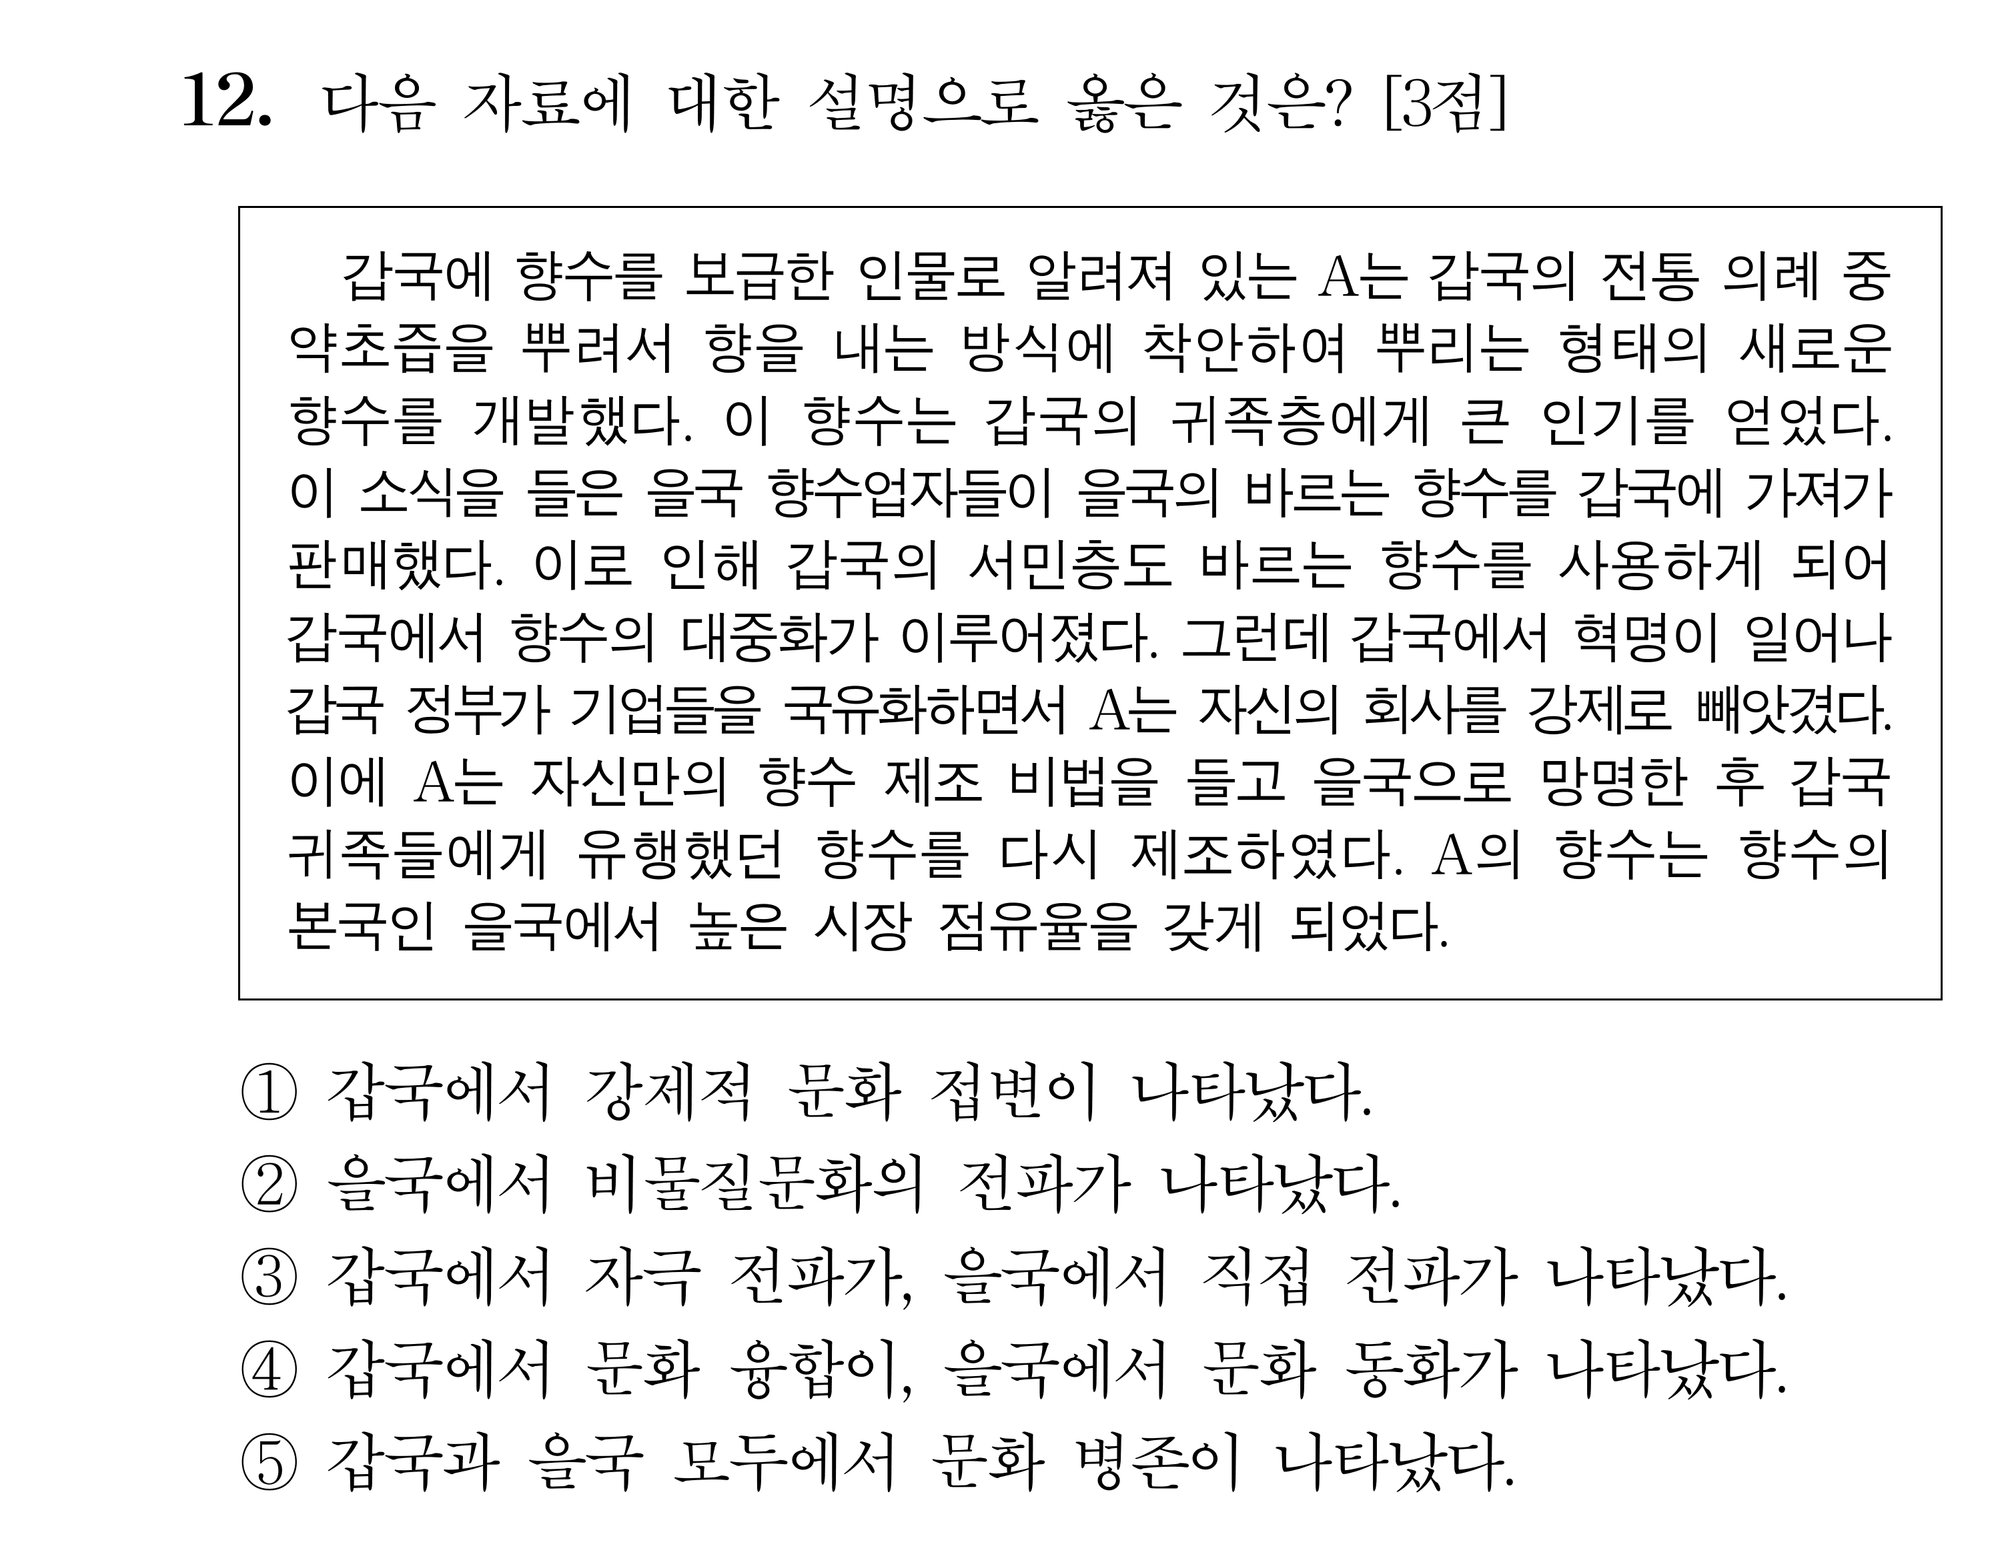 12. 다음 자료에 대한 설명으로 옳은 것은? [3점]
갑국에 향수를 보급한 인물로 알려져 있는 A는 갑국의 전통 의례 중
약초즙을 뿌려서 향을 내는 방식에 착안하여 뿌리는 형태의 새로운
향수를 개발했다. 이 향수는 갑국의 귀족층에게 큰 인기를 얻었다.
이 소식을 들은 을국 향수업자들이 을국의 바르는 향수를 갑국에 가져가
판매했다. 이로 인해 갑국의 서민층도 바르는 향수를 사용하게 되어
갑국에서 향수의 대중화가 이루어졌다. 그런데 갑국에서 혁명이 일어나
갑국 정부가 기업들을 국유화하면서 A는 자신의 회사를 강제로 빼앗겼다.
이에 A는 자신만의 향수 제조 비법을 들고 을국으로 망명한 후 갑국
귀족들에게 유행했던 향수를 다시 제조하였다. A의 향수는 향수의
본국인 을국에서 높은 시장 점유율을 갖게 되었다.
① 갑국에서 강제적 문화 접변이 나타났다.
② 을국에서 비물질문화의 전파가 나타났다.
③ 갑국에서 자극 전파가, 을국에서 직접 전파가 나타났다.
④ 갑국에서 문화 융합이, 을국에서 문화 동화가 나타났다.
⑤ 갑국과 을국 모두에서 문화 병존이 나타났다.